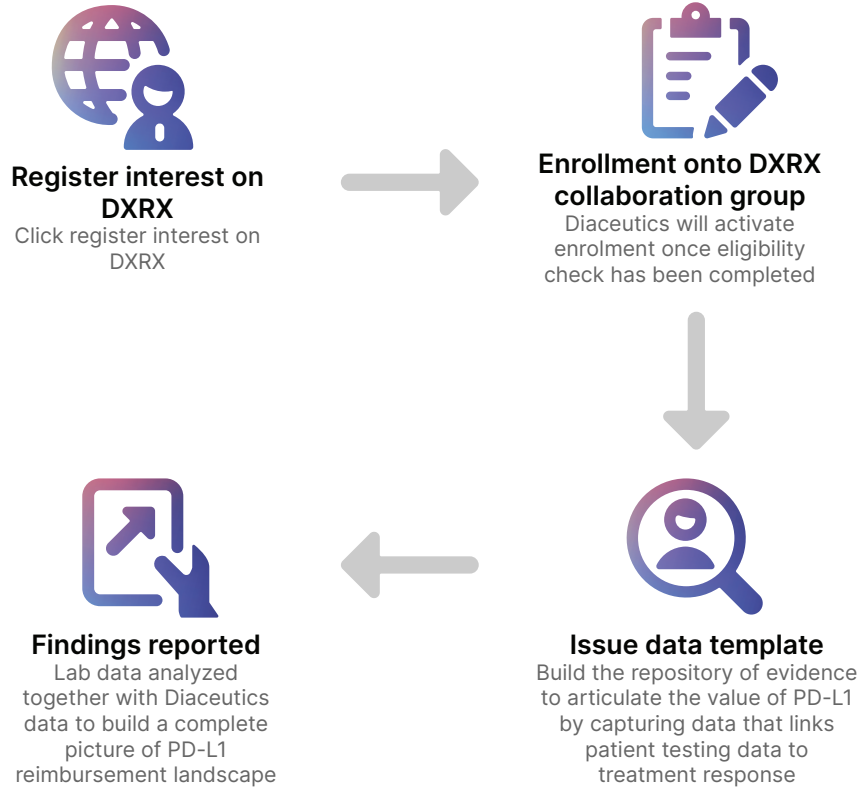 Register interest on
DXRX
Click register interest on
DXRX
Enrollment onto DXRX
collaboration group
Diaceutics will activate
enrolment once eligibility
check has been completed
Issue data template
Build the repository of evidence
to articulate the value of PD-L1
by capturing data that links
patient testing data to
treatment response
Findings reported
Lab data analyzed
together with Diaceutics
data to build a complete
picture of PD-L1
reimbursement landscape